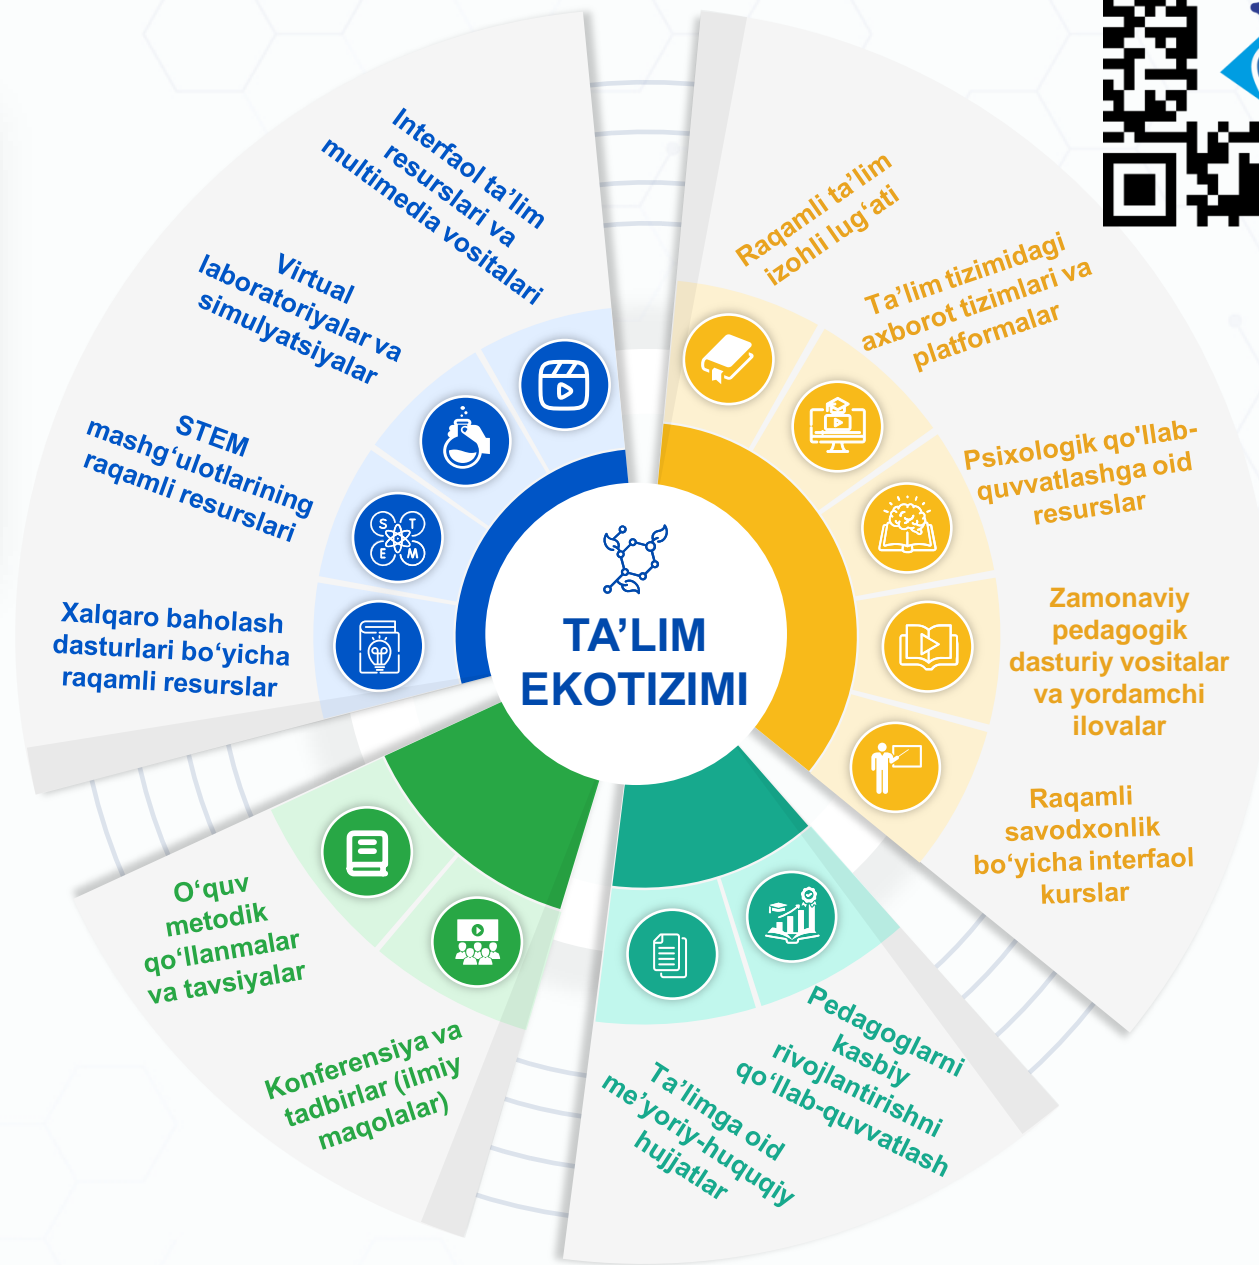 Interfaol ta’lim
resurslari va
multimedia vositalari
Virtual
laboratoriyalar va
simulyatsiyalar
STEM
mashg‘ulotlarining
raqamli resurslari
Xalqaro baholash
dasturlari bo‘yicha
raqamli resurslar
Raqamli ta’lim
izohli lug‘ati
Ta’lim tizimidagi
axborot tizimlari va
platformalar
Psixologik qo'llab-
quvvatlashga oid
resurslar
Zamonaviy
pedagogik
dasturiy vositalar
va yordamchi
ilovalar
Raqamli
savodxonlik
bo‘yicha interfaol
kurslar
S T
E M
TA’LIM
EKOTIZIMI
O‘quv
metodik
qo‘llanmalar
va tavsiyalar
Konferensiya va
tadbirlar (ilmiy
maqolalar)
Pedagoglarni
kasbiy
rivojlantirishni
qo‘llab-quvvatlash
Ta’limga oid
me’yoriy-huquqiy
hujjatlar